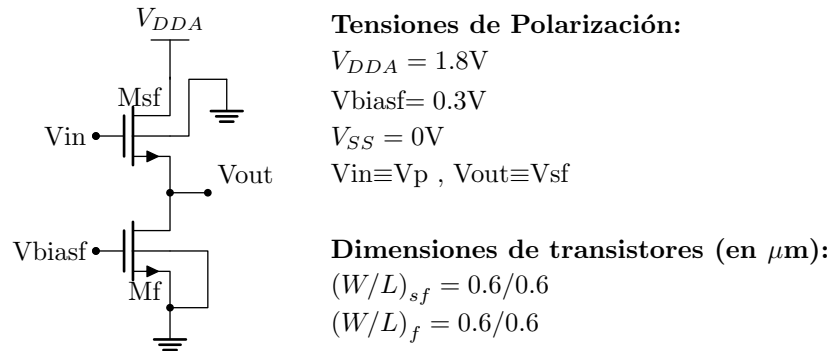 V_{DDA}
Msf
Vin
Vout
Vbiasf
Mf
Tensiones de Polarización:
V_{DDA} = 1.8V
Vbiasf= 0.3V
V_{SS} = 0V
Vin≡Vp , Vout≡Vsf
Dimensiones de transistores (en μm):
(W/L)_{sf} = 0.6/0.6
(W/L)_{f} = 0.6/0.6